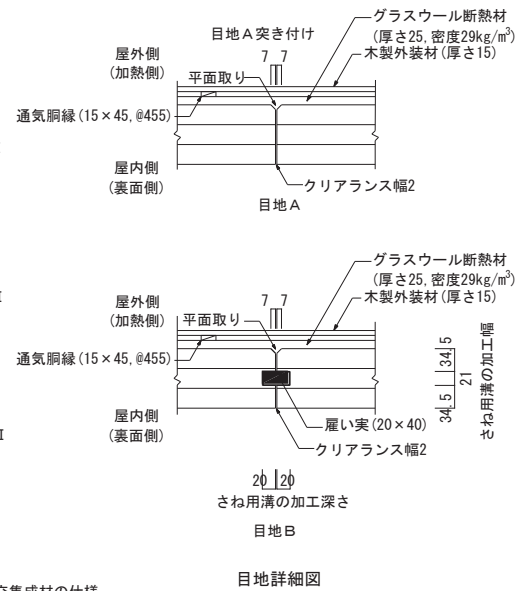 目地A突き付け
グラスウール断熱材
(厚さ25,密度29kg/m³)
木製外装材(厚さ15)
屋外側
(加熱側)
7 7
平面取り
通気胴縁(15×45,@455)
屋内側
(裏面側)
クリアランス幅2
目地A
グラスウール断熱材
(厚さ25,密度29kg/m³)
木製外装材(厚さ15)
屋外側
(加熱側)
7 7
平面取り
通気胴縁(15×45,@455)
34.5
21
34.5
さね用溝の加工幅
屋内側
(裏面側)
雇い実(20×40)
クリアランス幅2
20 20
さね用溝の加工深さ
目地B
目地詳細図
交集成材の仕様